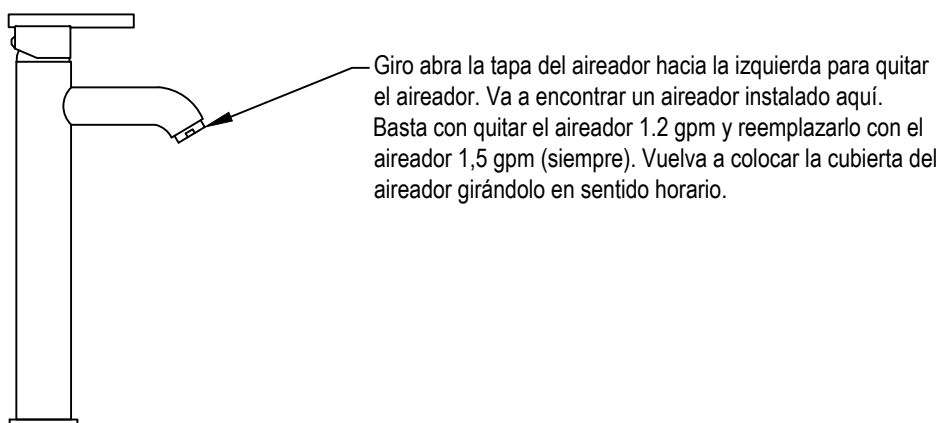 Giro abra la tapa del aireador hacia la izquierda para quitar
el aireador. Va a encontrar un aireador instalado aquí.
Basta con quitar el aireador 1.2 gpm y reemplazarlo con el
aireador 1,5 gpm (siempre). Vuelva a colocar la cubierta del
aireador girándolo en sentido horario.